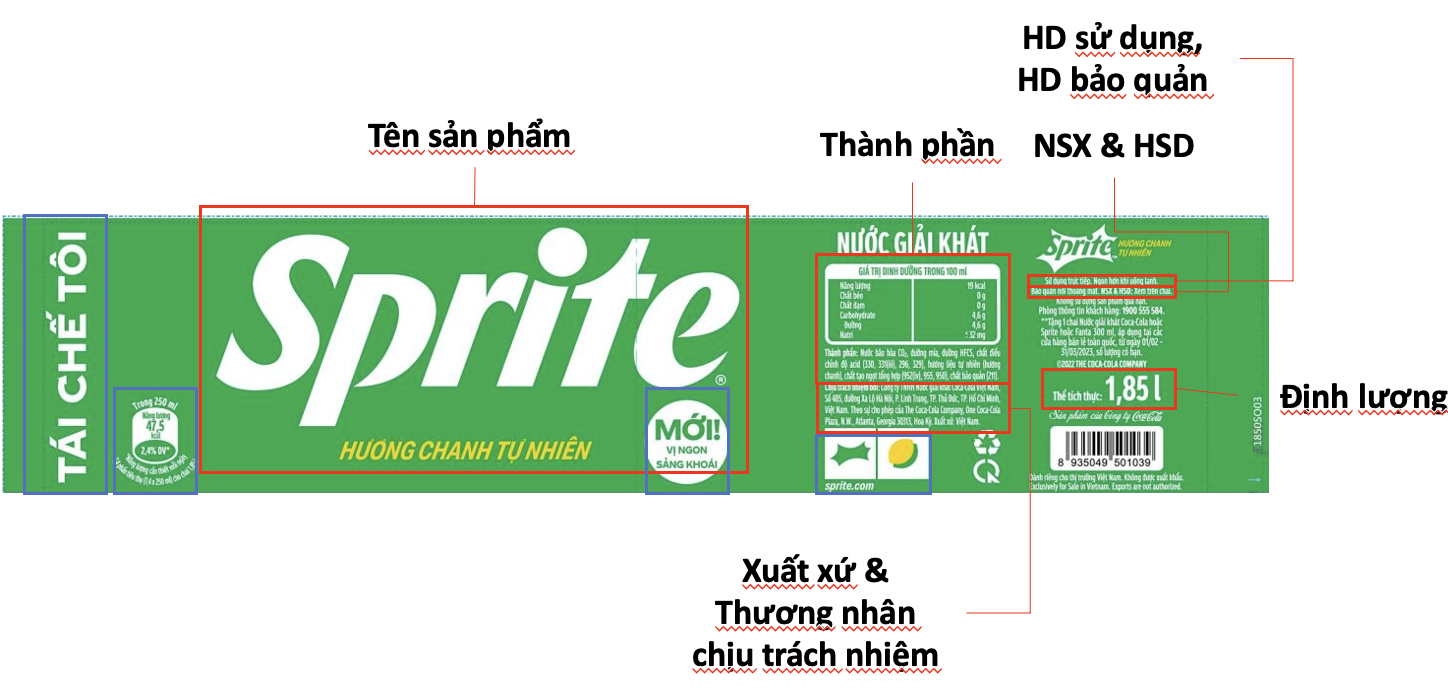 HD sử dụng,
HD bảo quản
Tên sản phẩm
Thành phần
NSX & HSD
TÁI CHẾ TÔI
Trong 250 ml
Năng lượng
47,5
kcal
2,4% DV*
Sprite
®
HƯƠNG CHANH TỰ NHIÊN
MỚI!
VỊ NGON
SẢNG KHOÁI
NƯỚC GIẢI KHÁT
GIÁ TRỊ DINH DƯỠNG TRONG 100 ml
Năng lượng 19 kcal
Chất béo 0 g
Chất đạm 0 g
Carbohydrate 4,6 g
Đường 4,6 g
Natri 32 mg
Thành phần: Nước bão hòa CO₂, đường mía, đường HFCS, chất điều
chỉnh độ acid (330, 331(iii), 296, 329), hương liệu tự nhiên (hương
chanh), chất tạo ngọt tổng hợp (952(iv), 955, 950), chất bảo quản (211).
Chịu trách nhiệm bởi: Công ty TNHH Nước giải khát Coca-Cola Việt Nam,
Số 485, đường Xa Lộ Hà Nội, P. Linh Trung, TP. Thủ Đức, TP. Hồ Chí Minh,
Việt Nam. Theo sự cho phép của The Coca-Cola Company, One Coca-Cola
Plaza, N.W., Atlanta, Georgia 30313, Hoa Kỳ. Xuất xứ: Việt Nam.
sprite.com
Sprite
HƯƠNG CHANH
TỰ NHIÊN
Sử dụng trực tiếp. Ngon hơn khi uống lạnh.
Bảo quản nơi thoáng mát. NSX & HSD: Xem trên chai.
Không sử dụng sản phẩm quá hạn.
Phòng thông tin khách hàng: 1900 555 584.
**Tặng 1 chai Nước giải khát Coca-Cola hoặc
Sprite hoặc Fanta 300 ml, áp dụng tại các
cửa hàng bán lẻ toàn quốc, từ ngày 01/02 -
31/03/2023, số lượng có hạn.
©2022 THE COCA-COLA COMPANY
Thể tích thực: 1,85 l
Sản phẩm của Công ty Coca-Cola
8 935049 501039
Dành riêng cho thị trường Việt Nam. Không được xuất khẩu.
Exclusively for Sale in Vietnam. Exports are not authorized.
1850SO03
Định lượng
Xuất xứ &
Thương nhân
chịu trách nhiệm